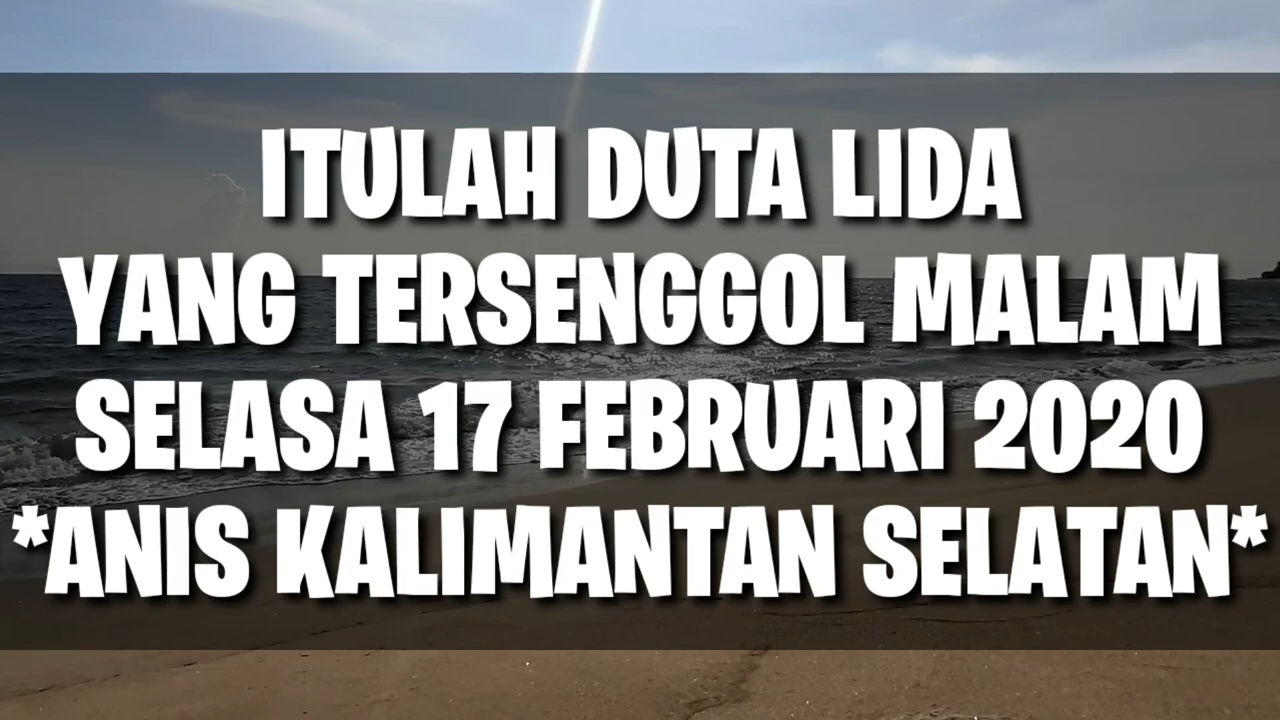 ITULAH DUTA LIDA
YANG TERSENGGOL MALAM
SELASA 17 FEBRUARI 2020
*ANIS KALIMANTAN SELATAN*